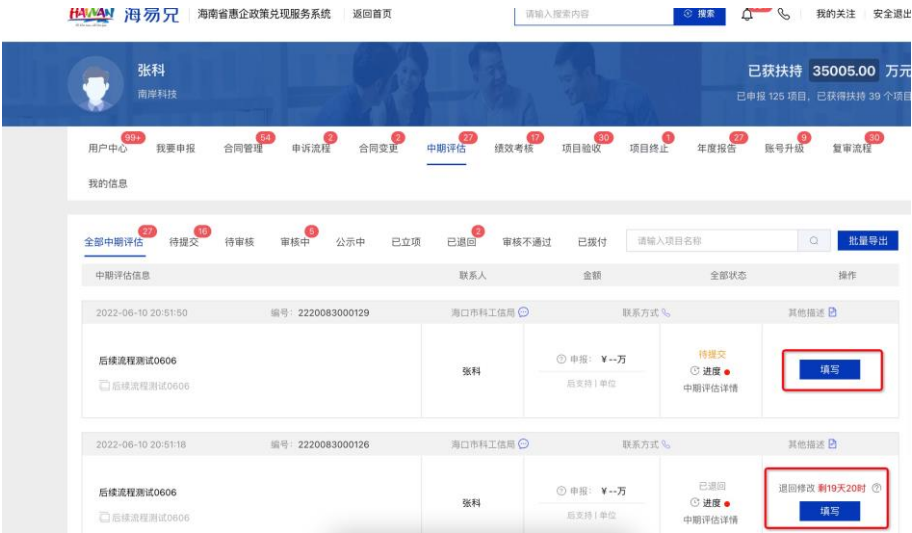 HAINAN 海易兑 海南省惠企政策兑现服务系统 返回首页 请输入搜索内容 搜索 我的关注 安全退出
张科
南岸科技
已获扶持 35005.00 万元
已申报 125 项目，已获得扶持 39 个项目
用户中心 99+ 我要申报 合同管理 54 申诉流程 2 合同变更 2 中期评估 27 绩效考核 17 项目验收 30 项目终止 1 年度报告 27 账号升级 9 复审流程 30
我的信息
全部中期评估 27 待提交 16 待审核 审核中 5 公示中 已立项 已退回 2 审核不通过 已拨付 请输入项目名称 批量导出
中期评估信息 联系人 金额 全部状态 操作
2022-06-10 20:51:50 编号：2220083000129 海口市科工信局 联系方式 其他描述
后续流程测试0606
后续流程测试0606
张科
申报：￥--万
后支持 | 单位
待提交
进度
中期评估详情
填写
2022-06-10 20:51:18 编号：2220083000126 海口市科工信局 联系方式 其他描述
后续流程测试0606
后续流程测试0606
张科
申报：￥--万
后支持 | 单位
已退回
进度
中期评估详情
退回修改 剩19天20时
填写